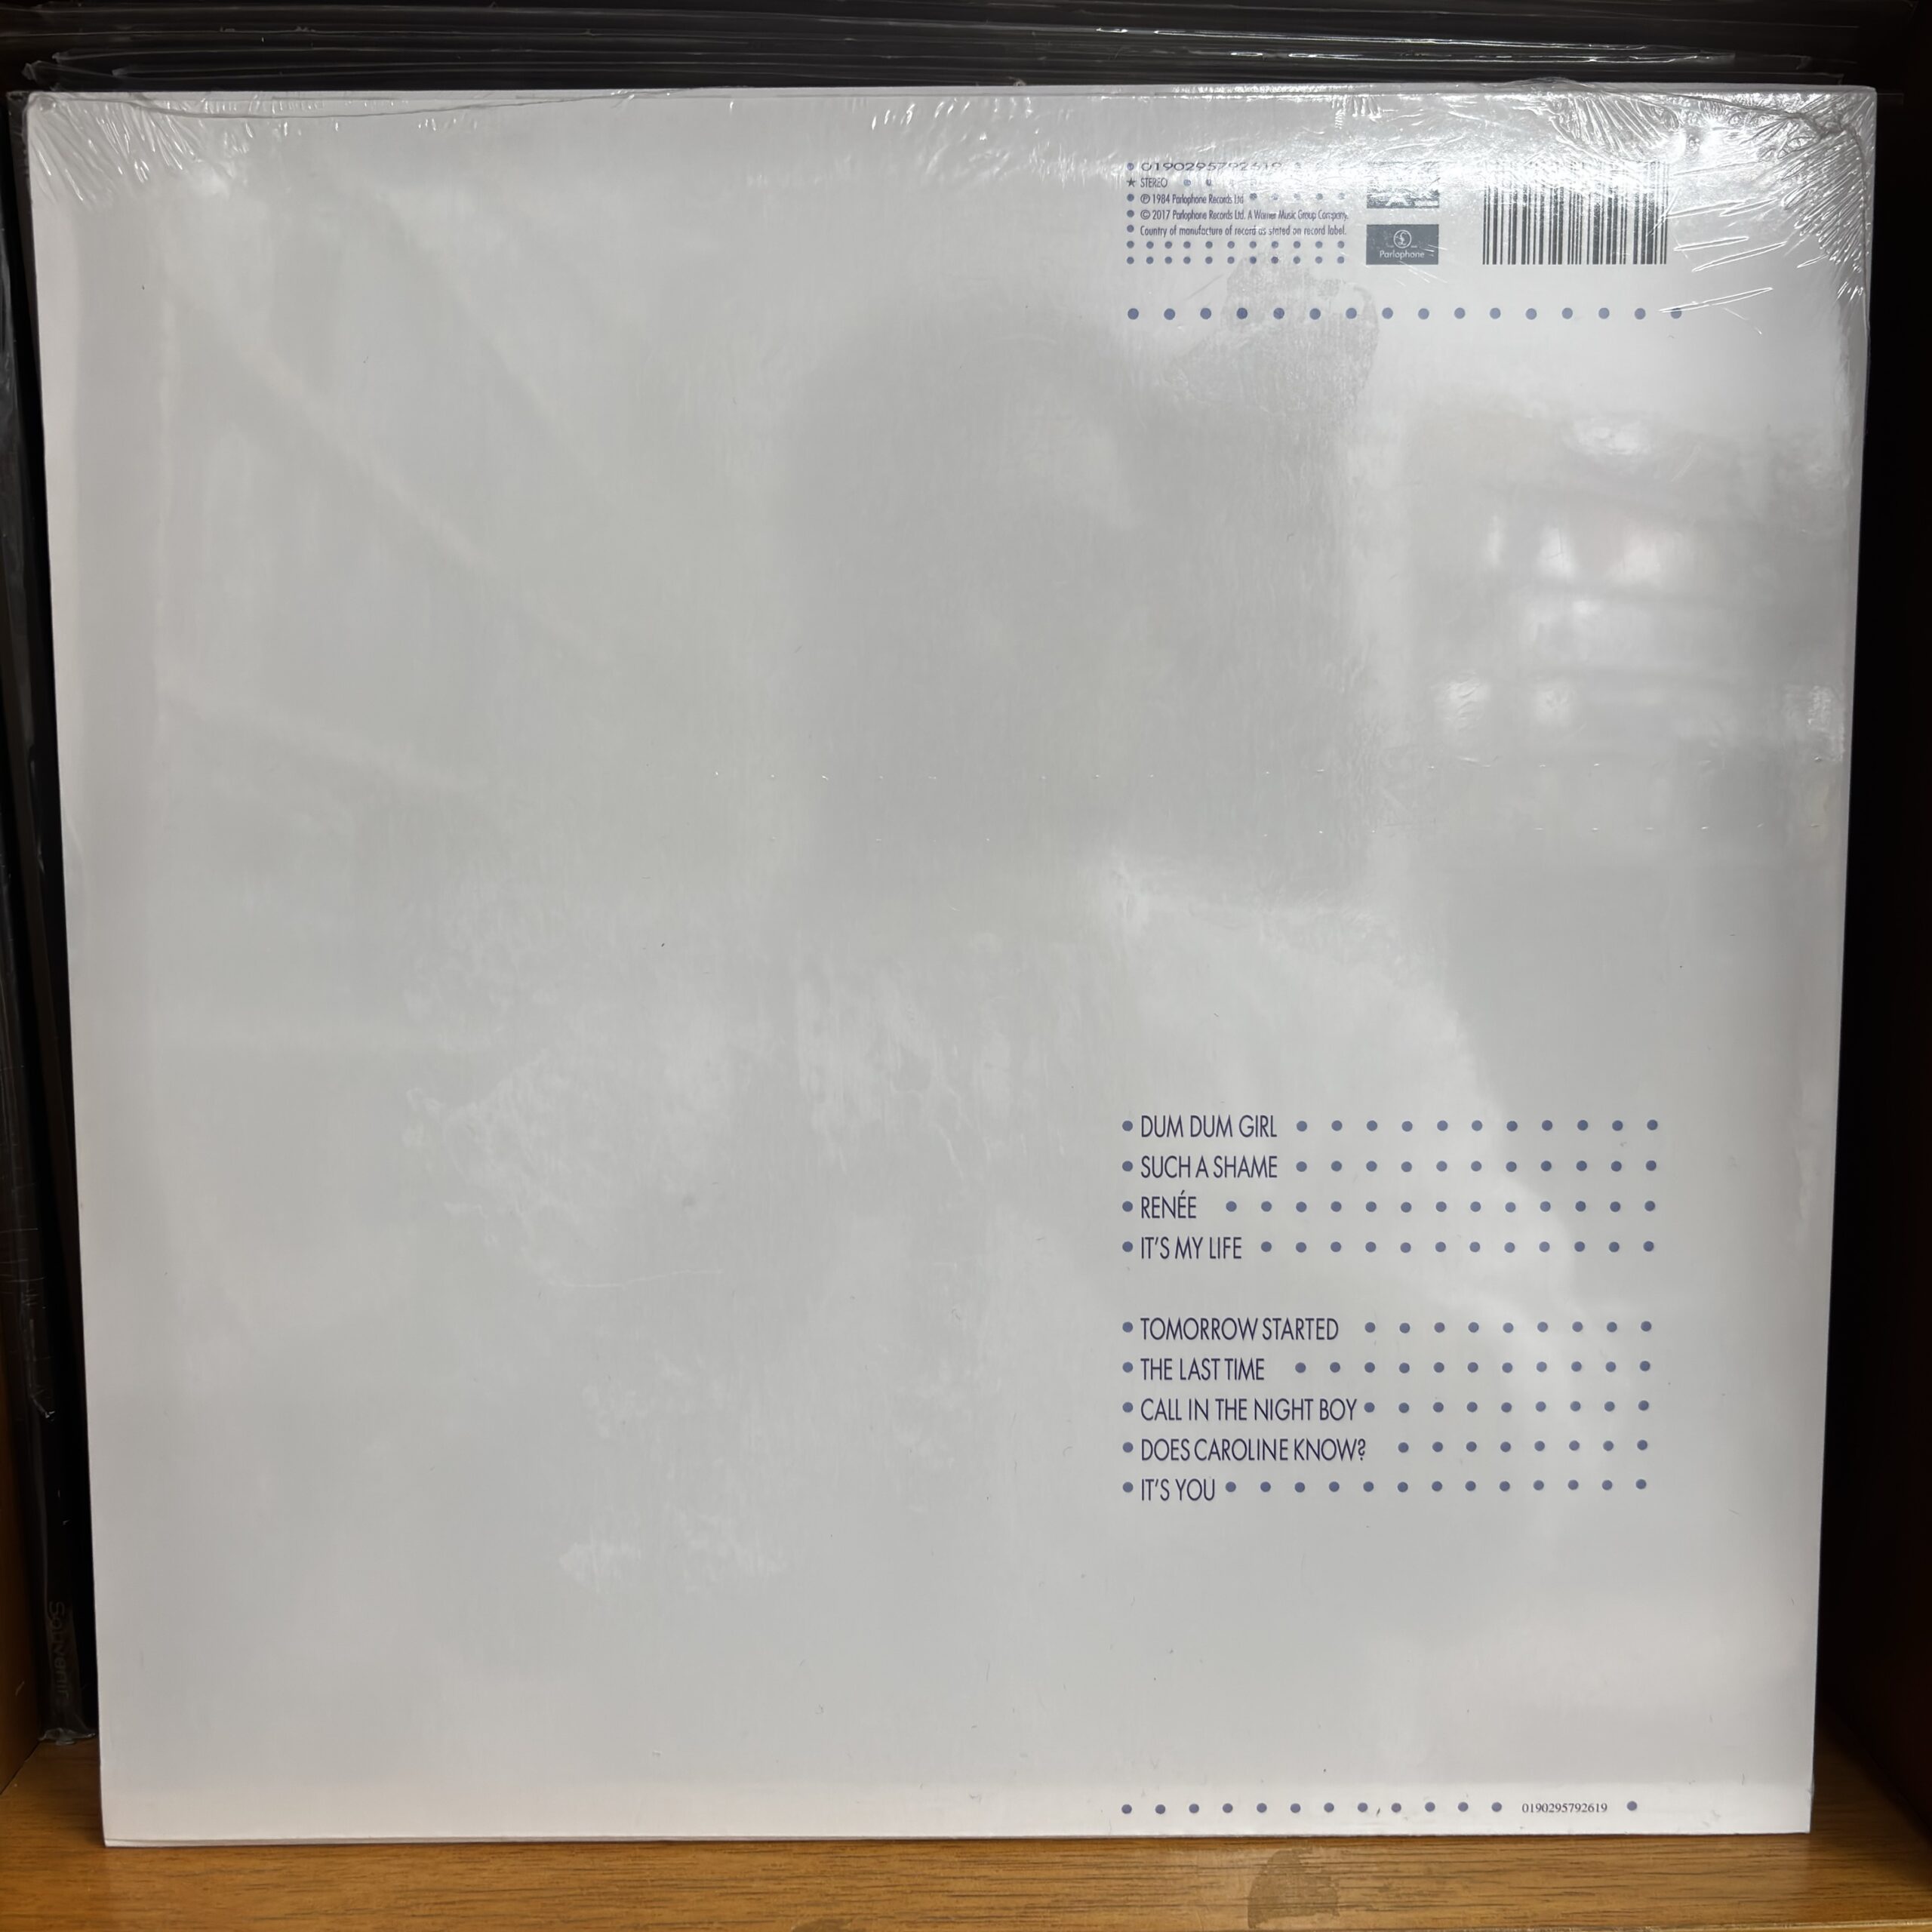 0190295792619
★ STEREO
℗ 1984 Parlophone Records Ltd
© 2017 Parlophone Records Ltd. A Warner Music Group Company.
Country of manufacture of record as stated on record label.
Parlophone
• DUM DUM GIRL
• SUCH A SHAME
• RENÉE
• IT'S MY LIFE
• TOMORROW STARTED
• THE LAST TIME
• CALL IN THE NIGHT BOY
• DOES CAROLINE KNOW?
• IT'S YOU
0190295792619